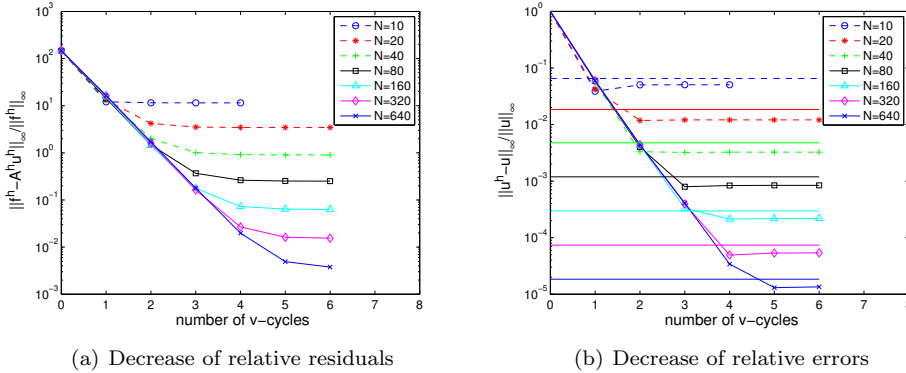 10^3
10^2
10^1
10^0
10^-1
10^-2
10^-3
0 1 2 3 4 5 6 7 8
number of v-cycles
||f^h-A^hu^h||_∞/||f^h||_∞
N=10
N=20
N=40
N=80
N=160
N=320
N=640
(a) Decrease of relative residuals
10^0
10^-1
10^-2
10^-3
10^-4
10^-5
0 1 2 3 4 5 6 7
number of v-cycles
||u^h-u||_∞/||u||_∞
N=10
N=20
N=40
N=80
N=160
N=320
N=640
(b) Decrease of relative errors